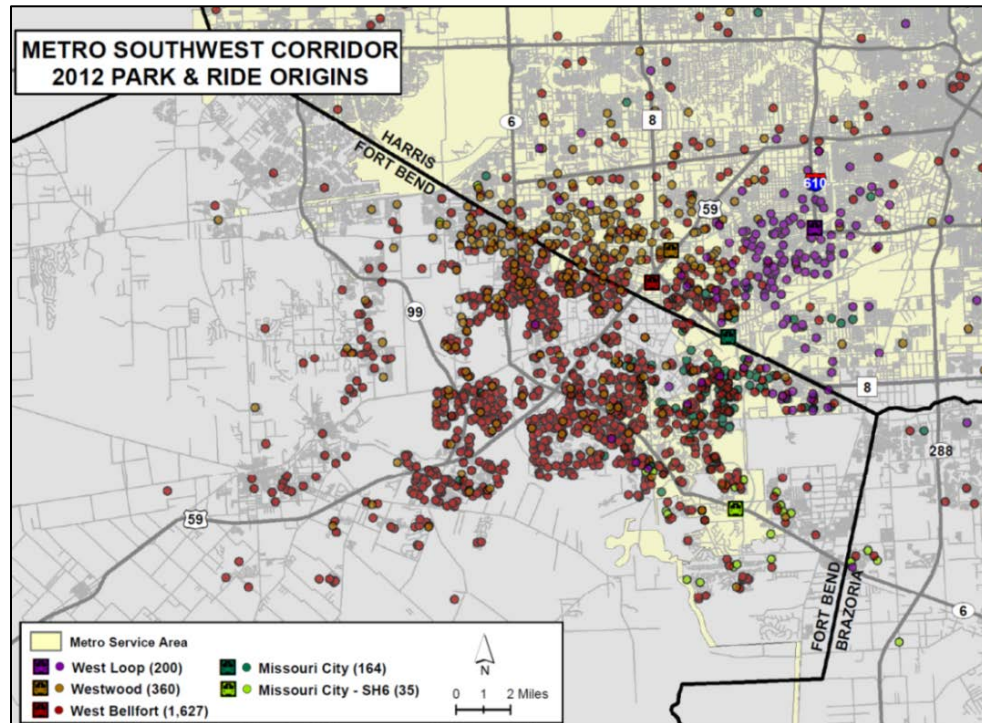 METRO SOUTHWEST CORRIDOR
2012 PARK & RIDE ORIGINS
6
8
HARRIS
FORT BEND
610
59
99
8
288
59
FORT BEND
BRAZORIA
6
Metro Service Area
West Loop (200)
Missouri City (164)
Westwood (360)
Missouri City - SH6 (35)
West Bellfort (1,627)
N
0 1 2 Miles